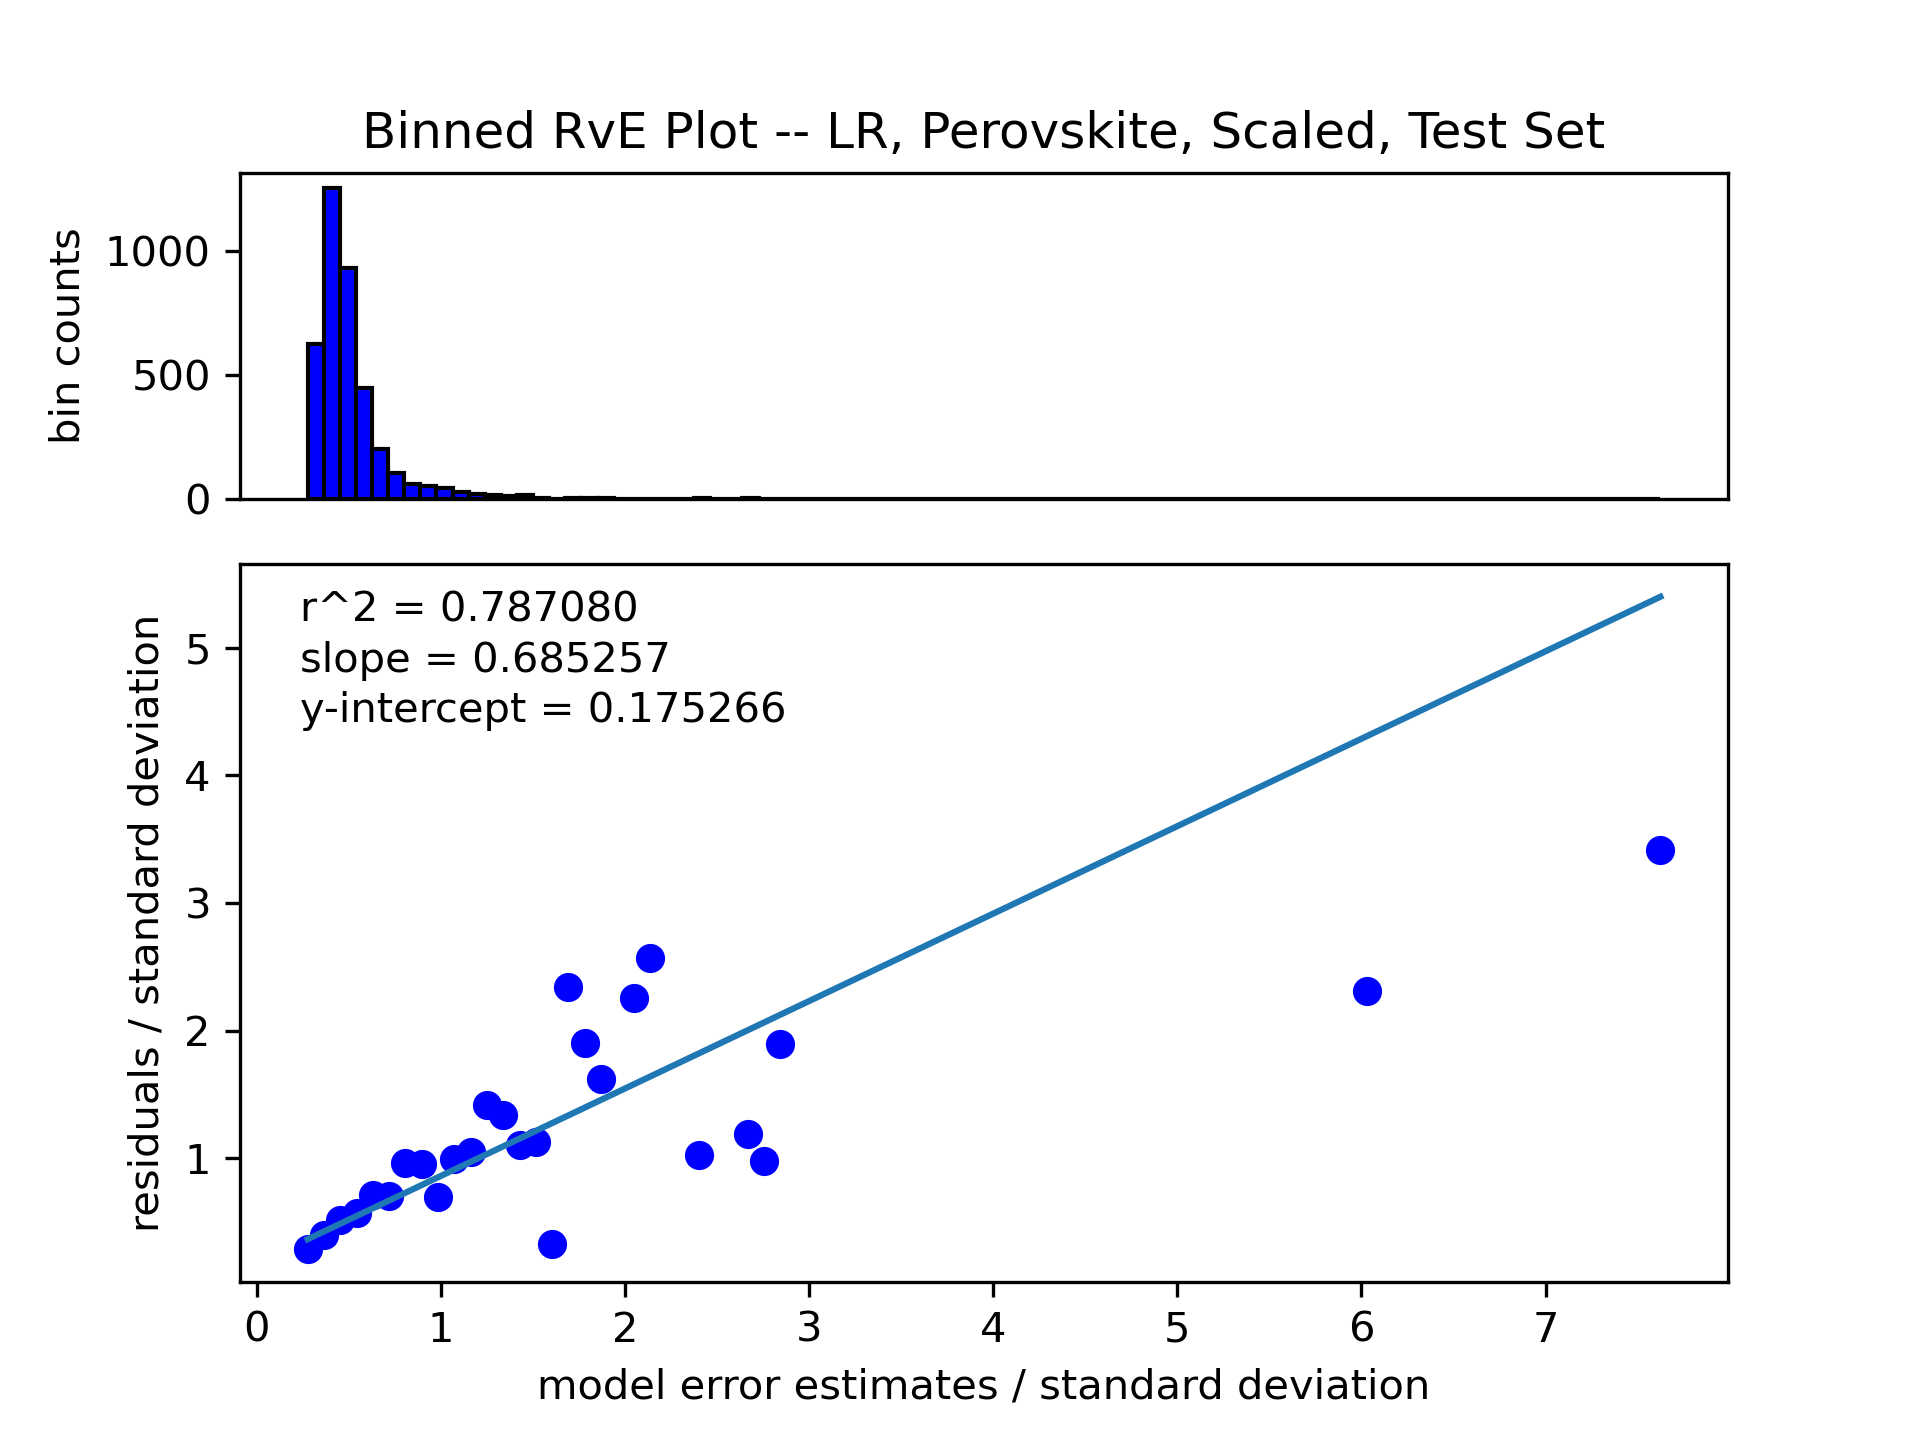 Binned RvE Plot -- LR, Perovskite, Scaled, Test Set
bin counts
1000
500
0
r^2 = 0.787080
slope = 0.685257
y-intercept = 0.175266
residuals / standard deviation
5
4
3
2
1
0 1 2 3 4 5 6 7
model error estimates / standard deviation